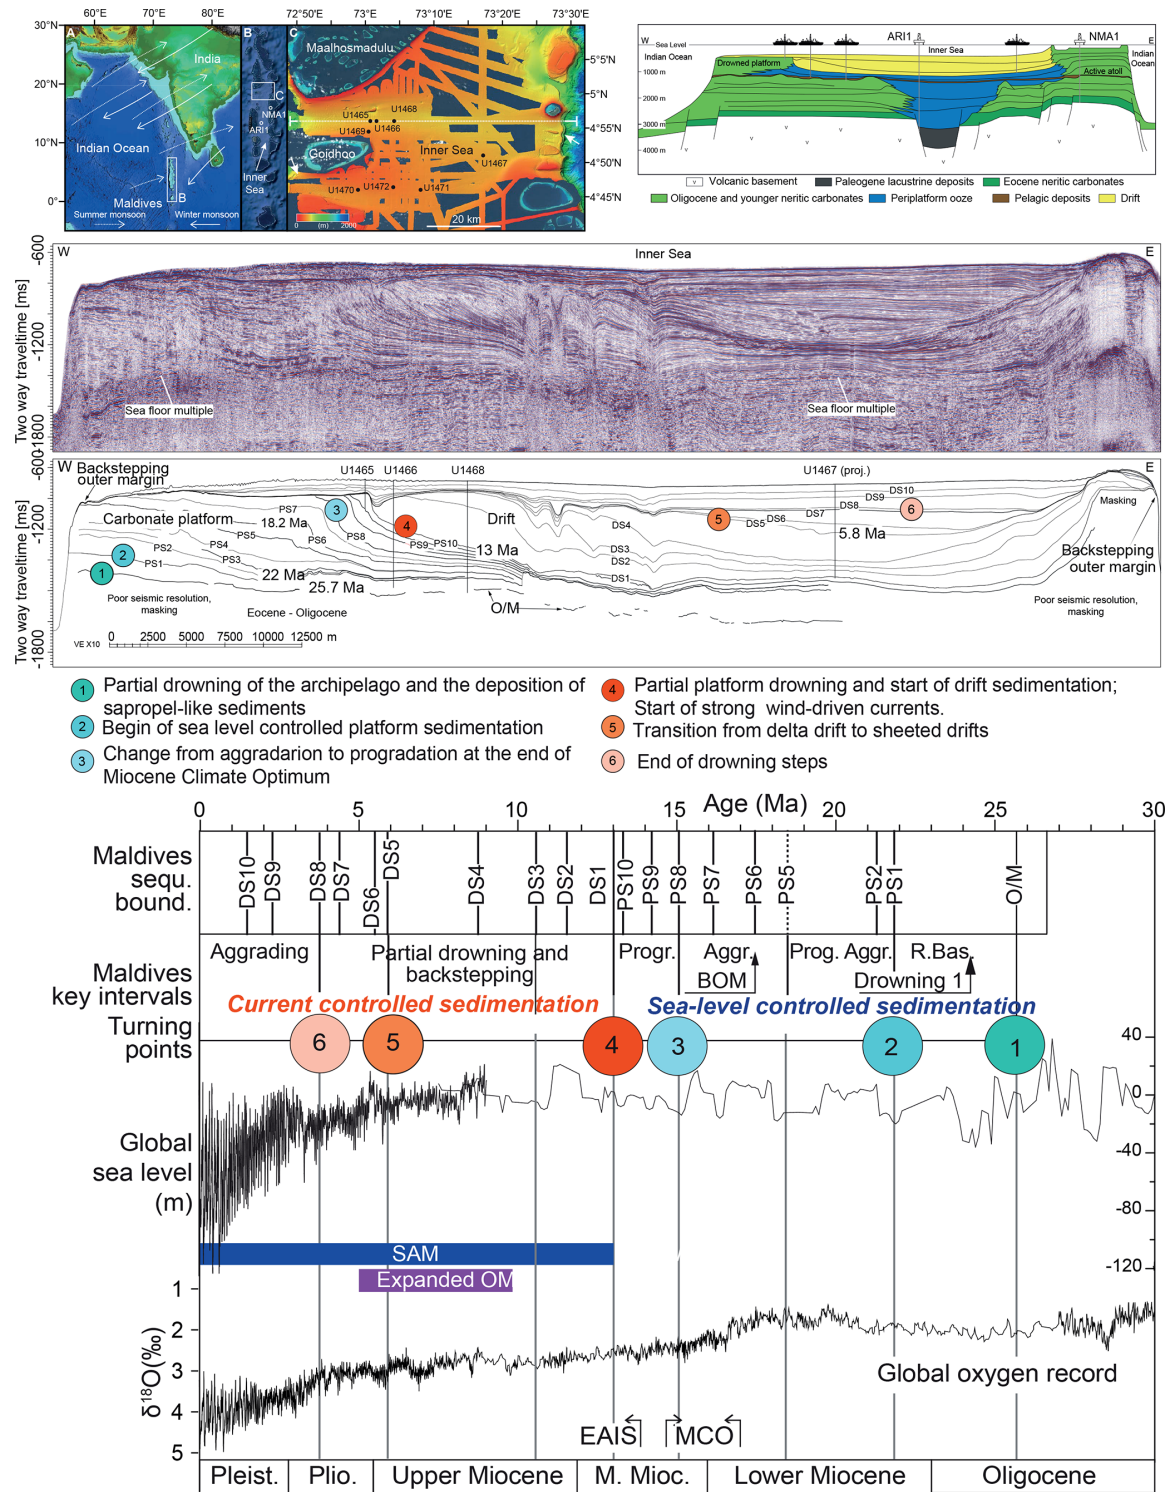 60°E 70°E 80°E 72°50'E 73°E 73°10'E 73°20'E 73°30'E
30°N
20°N
10°N
0°
A
India
Indian Ocean
Maldives
B
Summer monsoon
Winter monsoon
B
C
NMA1
ARI1
Inner
Sea
C
Maalhosmadulu
U1468
U1465
U1469
U1466
Inner Sea
Goidhoo
U1467
U1470
U1472
U1471
0 (m) 2000
20 km
5°5'N
5°N
4°55'N
4°50'N
4°45'N
W
Sea Level
Indian Ocean
1000 m
2000 m
3000 m
4000 m
ARI1
NMA1
E
Inner Sea
Indian
Ocean
Drowned platform
Active atoll
v v v v v v
v Volcanic basement
Paleogene lacustrine deposits
Eocene neritic carbonates
Oligocene and younger neritic carbonates
Periplatform ooze
Pelagic deposits
Drift
Two way traveltime [ms]
-600
-1200
-1800
W
Inner Sea
E
Sea floor multiple
Sea floor multiple
Two way traveltime [ms]
-600
-1200
-1800
W
Backstepping
outer margin
U1465 U1466 U1468
U1467 (proj.)
E
DS10
DS9
DS8
DS7
DS6
DS5
DS4
DS3
DS2
DS1
Masking
PS7
3
4
5
6
Carbonate platform
18.2 Ma
Drift
5.8 Ma
PS5
PS6
PS8
PS9
PS10
PS4
PS2
PS3
PS1
2
1
13 Ma
22 Ma
25.7 Ma
Backstepping
outer margin
Poor seismic resolution,
masking
Eocene - Oligocene
O/M
Poor seismic resolution,
masking
VE X10
0 2500 5000 7500 10000 12500 m
1 Partial drowning of the archipelago and the deposition of
sapropel-like sediments
2 Begin of sea level controlled platform sedimentation
3 Change from aggradarion to progradation at the end of
Miocene Climate Optimum
4 Partial platform drowning and start of drift sedimentation;
Start of strong wind-driven currents.
5 Transition from delta drift to sheeted drifts
6 End of drowning steps
Age (Ma)
0 5 10 15 20 25 30
Maldives
sequ.
bound.
DS10
DS9
DS8
DS7
DS6
DS5
DS4
DS3
DS2
DS1
PS10
PS9
PS8
PS7
PS6
PS5
PS2
PS1
O/M
Maldives
key intervals
Aggrading
Partial drowning and
backstepping
Progr.
Aggr.
BOM
Prog. Aggr.
R.Bas.
Drowning 1
Current controlled sedimentation
Sea-level controlled sedimentation
Turning
points
6 5 4 3 2 1
Global
sea level
(m)
40
0
-40
-80
-120
SAM
Expanded OM
δ¹⁸O(‰)
1
2
3
4
5
Global oxygen record
EAIS
MCO
Pleist. Plio. Upper Miocene M. Mioc. Lower Miocene Oligocene